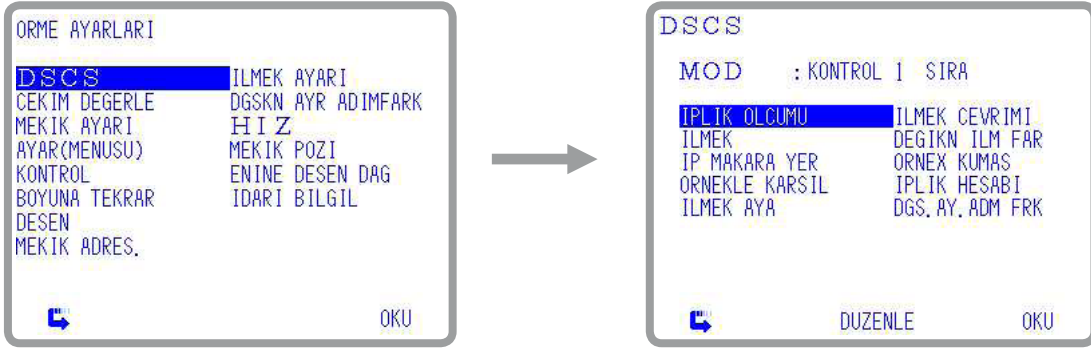 ORME AYARLARI
DSCS
CEKIM DEGERLE
MEKIK AYARI
AYAR(MENUSU)
KONTROL
BOYUNA TEKRAR
DESEN
MEKIK ADRES.
ILMEK AYARI
DGSKN AYR ADIMFARK
HIZ
MEKIK POZI
ENINE DESEN DAG
IDARI BILGIL
OKU
DSCS
MOD :KONTROL 1 SIRA
IPLIK OLCUMU
ILMEK
IP MAKARA YER
ORNEKLE KARSIL
ILMEK AYA
ILMEK CEVRIMI
DEGIKN ILM FAR
ORNEX KUMAS
IPLIK HESABI
DGS.AY.ADM FRK
DUZENLE OKU